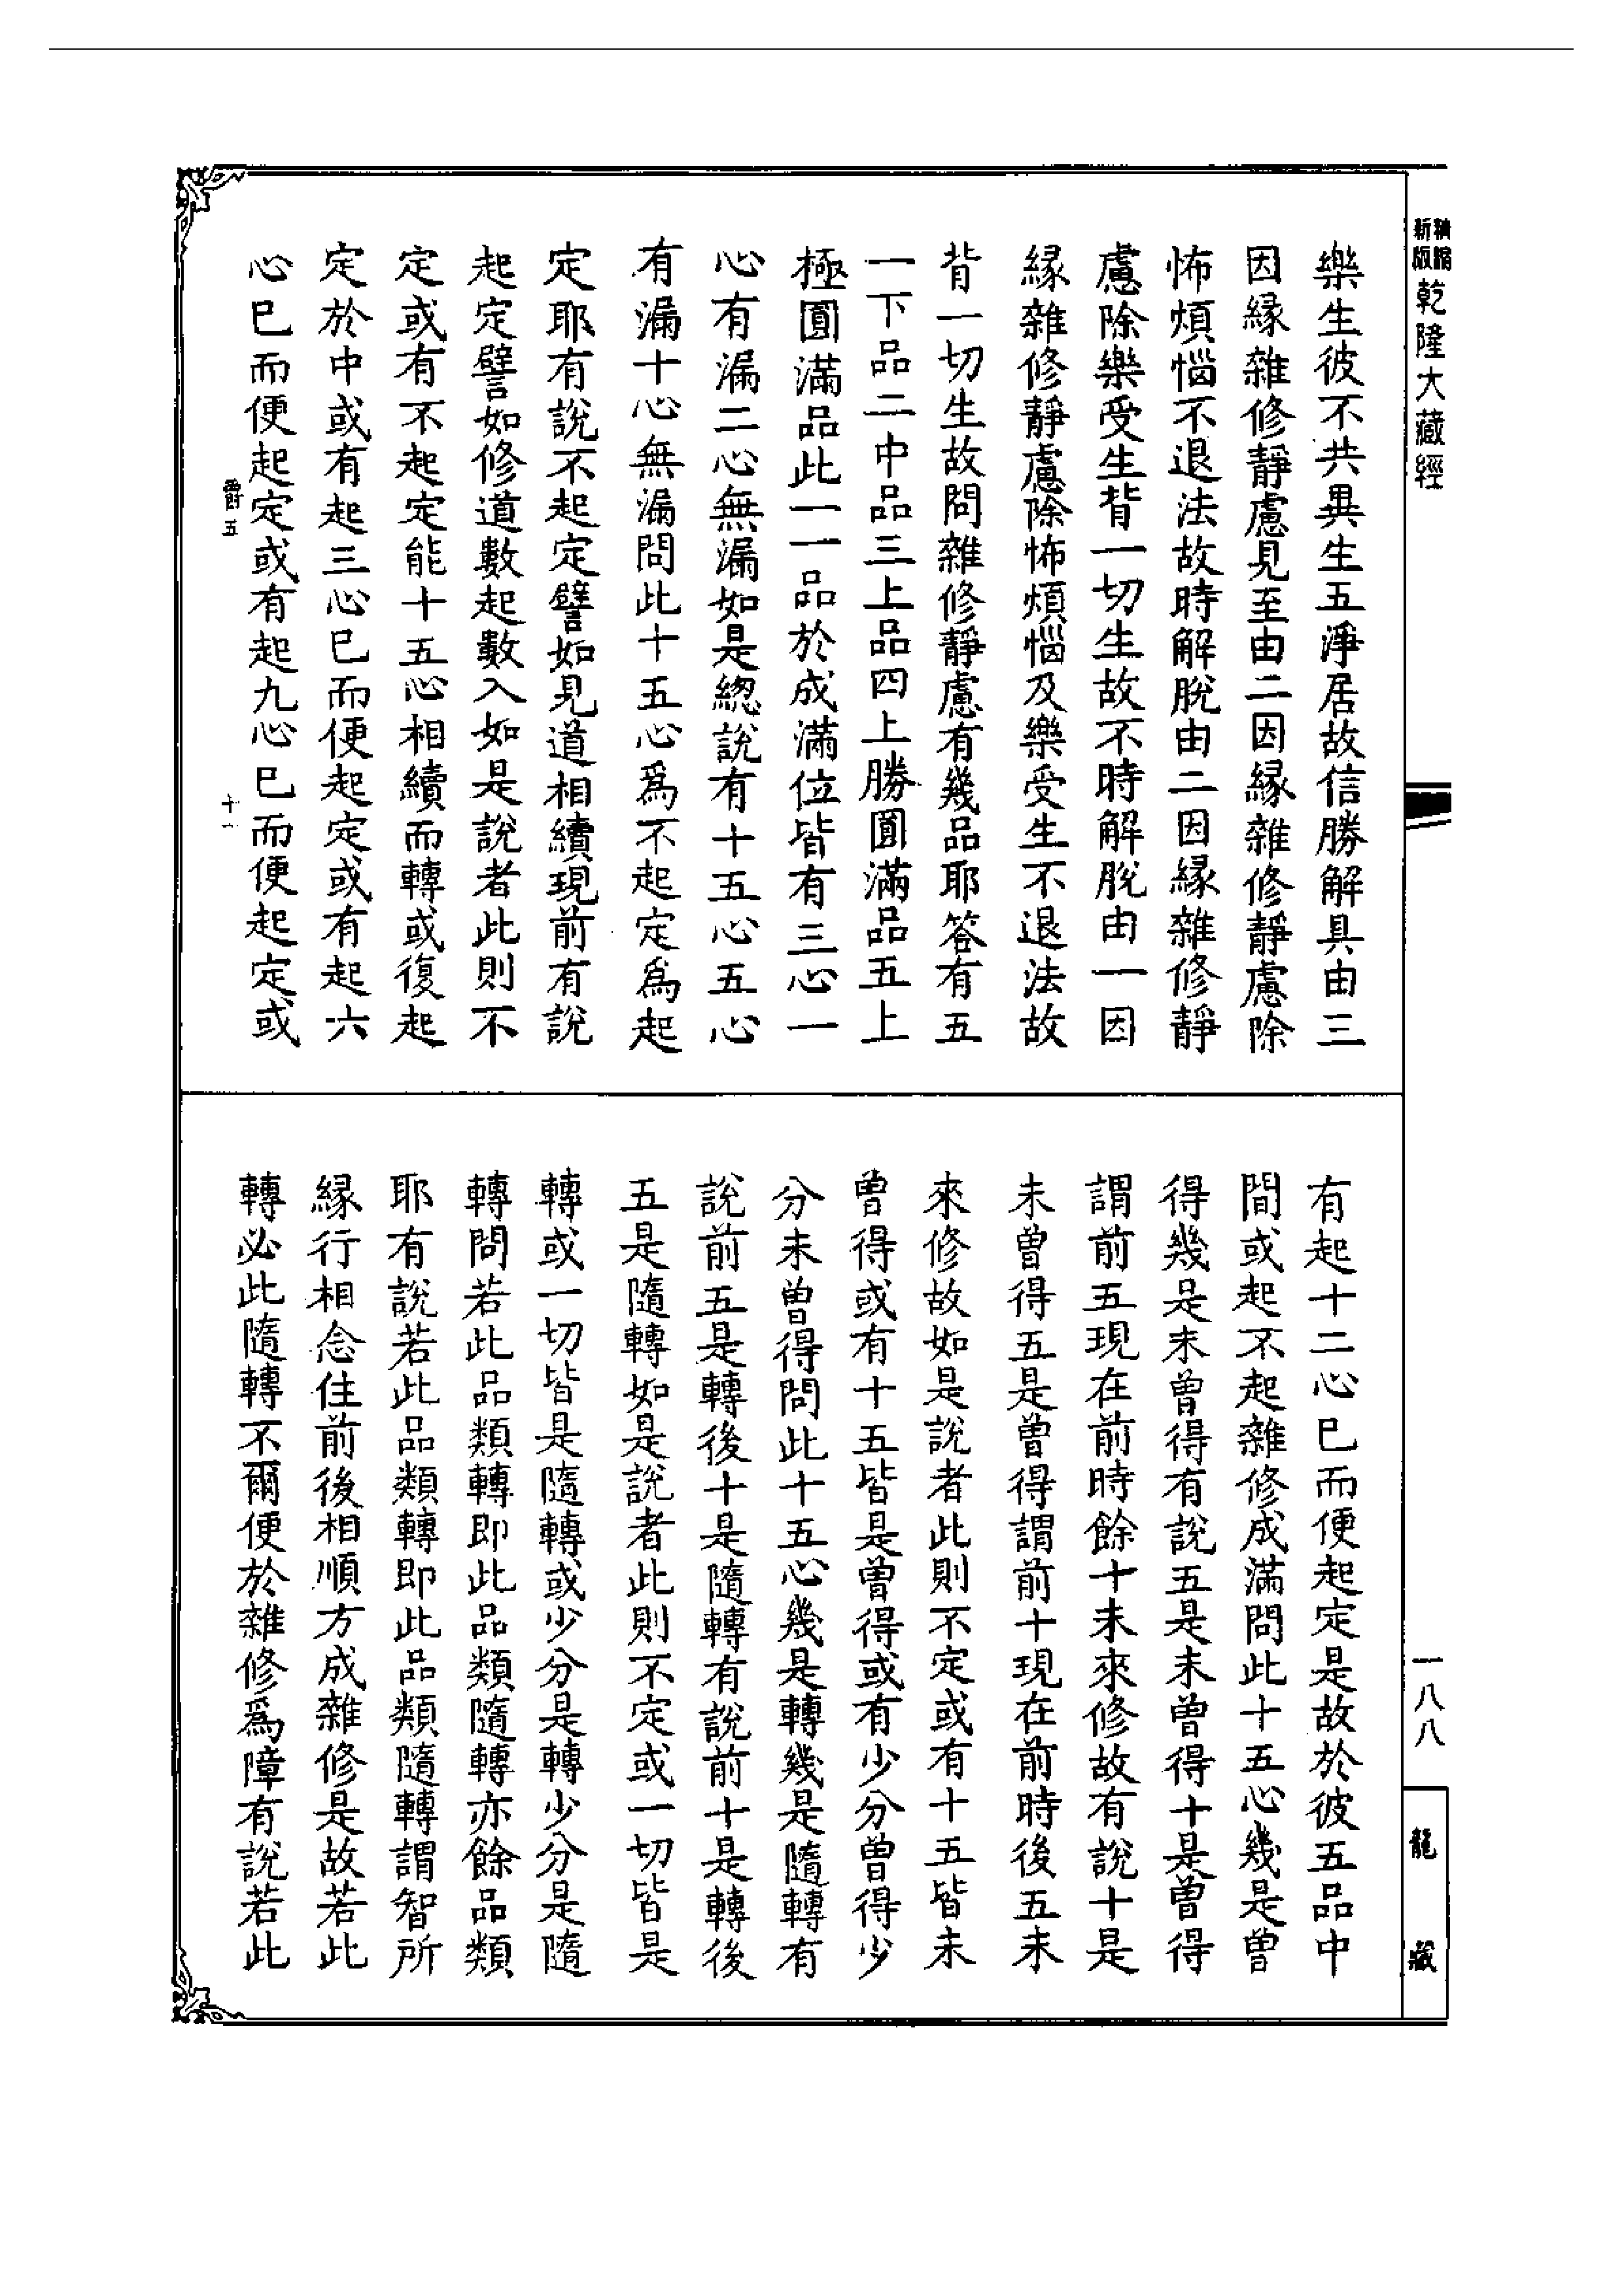 精縮新版乾隆大藏經
一八八
龍藏
樂生彼不共異生五淨居故信勝解具由三
因緣雜修靜慮見至由二因緣雜修靜慮除
怖煩惱不退法故時解脫由二因緣雜修靜
慮除樂受生背一切生故不時解脫由一因
緣雜修靜慮除怖煩惱及樂受生不退法故
背一切生故問雜修靜慮有幾品耶答有五
一下品二中品三上品四上勝圓滿品五上
極圓滿品此一一品於成滿位皆有三心一
心有漏二心無漏如是總說有十五心五心
有漏十心無漏問此十五心為不起定為起
定耶有說不起定譬如見道相續現前有說
起定譬如修道數起數入如是說者此則不
定或有不起定能十五心相續而轉或復起
定於中或有起三心已而便起定或有起六
心已而便起定或有起九心已而便起定或
爵五
十一
有起十二心已而便起定是故於彼五品中
間或起不起雜修成滿問此十五心幾是曾
得幾是未曾得有說五是未曾得十是曾得
謂前五現在前時餘十未來修故有說十是
未曾得五是曾得謂前十現在前時後五未
來修故如是說者此則不定或有十五皆未
曾得或有十五皆是曾得或有少分曾得少
分未曾得問此十五心幾是轉幾是隨轉有
說前五是轉後十是隨轉有說前十是轉後
五是隨轉如是說者此則不定或一切皆是
轉或一切皆是隨轉或少分是轉少分是隨
轉問若此品類轉即此品類隨轉亦餘品類
耶有說若此品類轉即此品類隨轉謂智所
緣行相念住前後相順方成雜修是故若此
轉必此隨轉不爾便於雜修為障有說若此